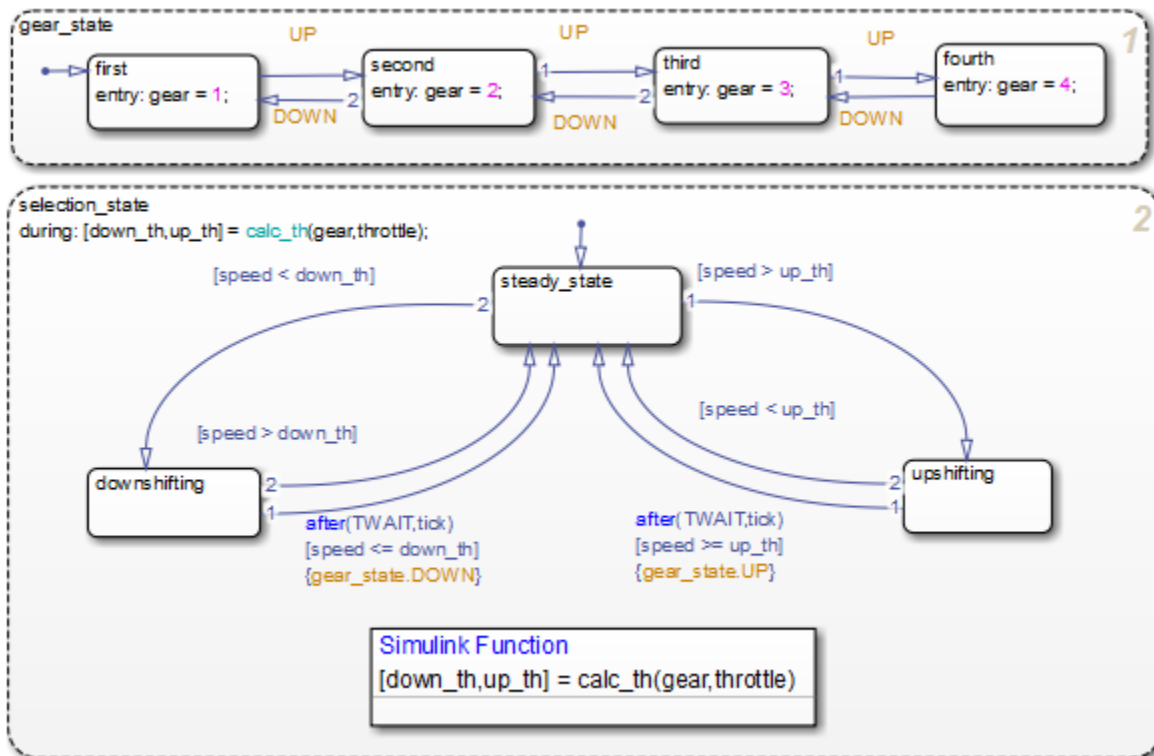 gear_state
1
UP
UP
UP
first
entry: gear = 1;
second
entry: gear = 2;
third
entry: gear = 3;
fourth
entry: gear = 4;
1
2
1
2
1
DOWN
DOWN
DOWN
selection_state
2
during: [down_th,up_th] = calc_th(gear,throttle);
[speed < down_th]
steady_state
[speed > up_th]
2
1
[speed > down_th]
[speed < up_th]
downshifting
upshifting
2
1
2
1
after(TWAIT,tick)
[speed <= down_th]
{gear_state.DOWN}
after(TWAIT,tick)
[speed >= up_th]
{gear_state.UP}
Simulink Function
[down_th,up_th] = calc_th(gear,throttle)